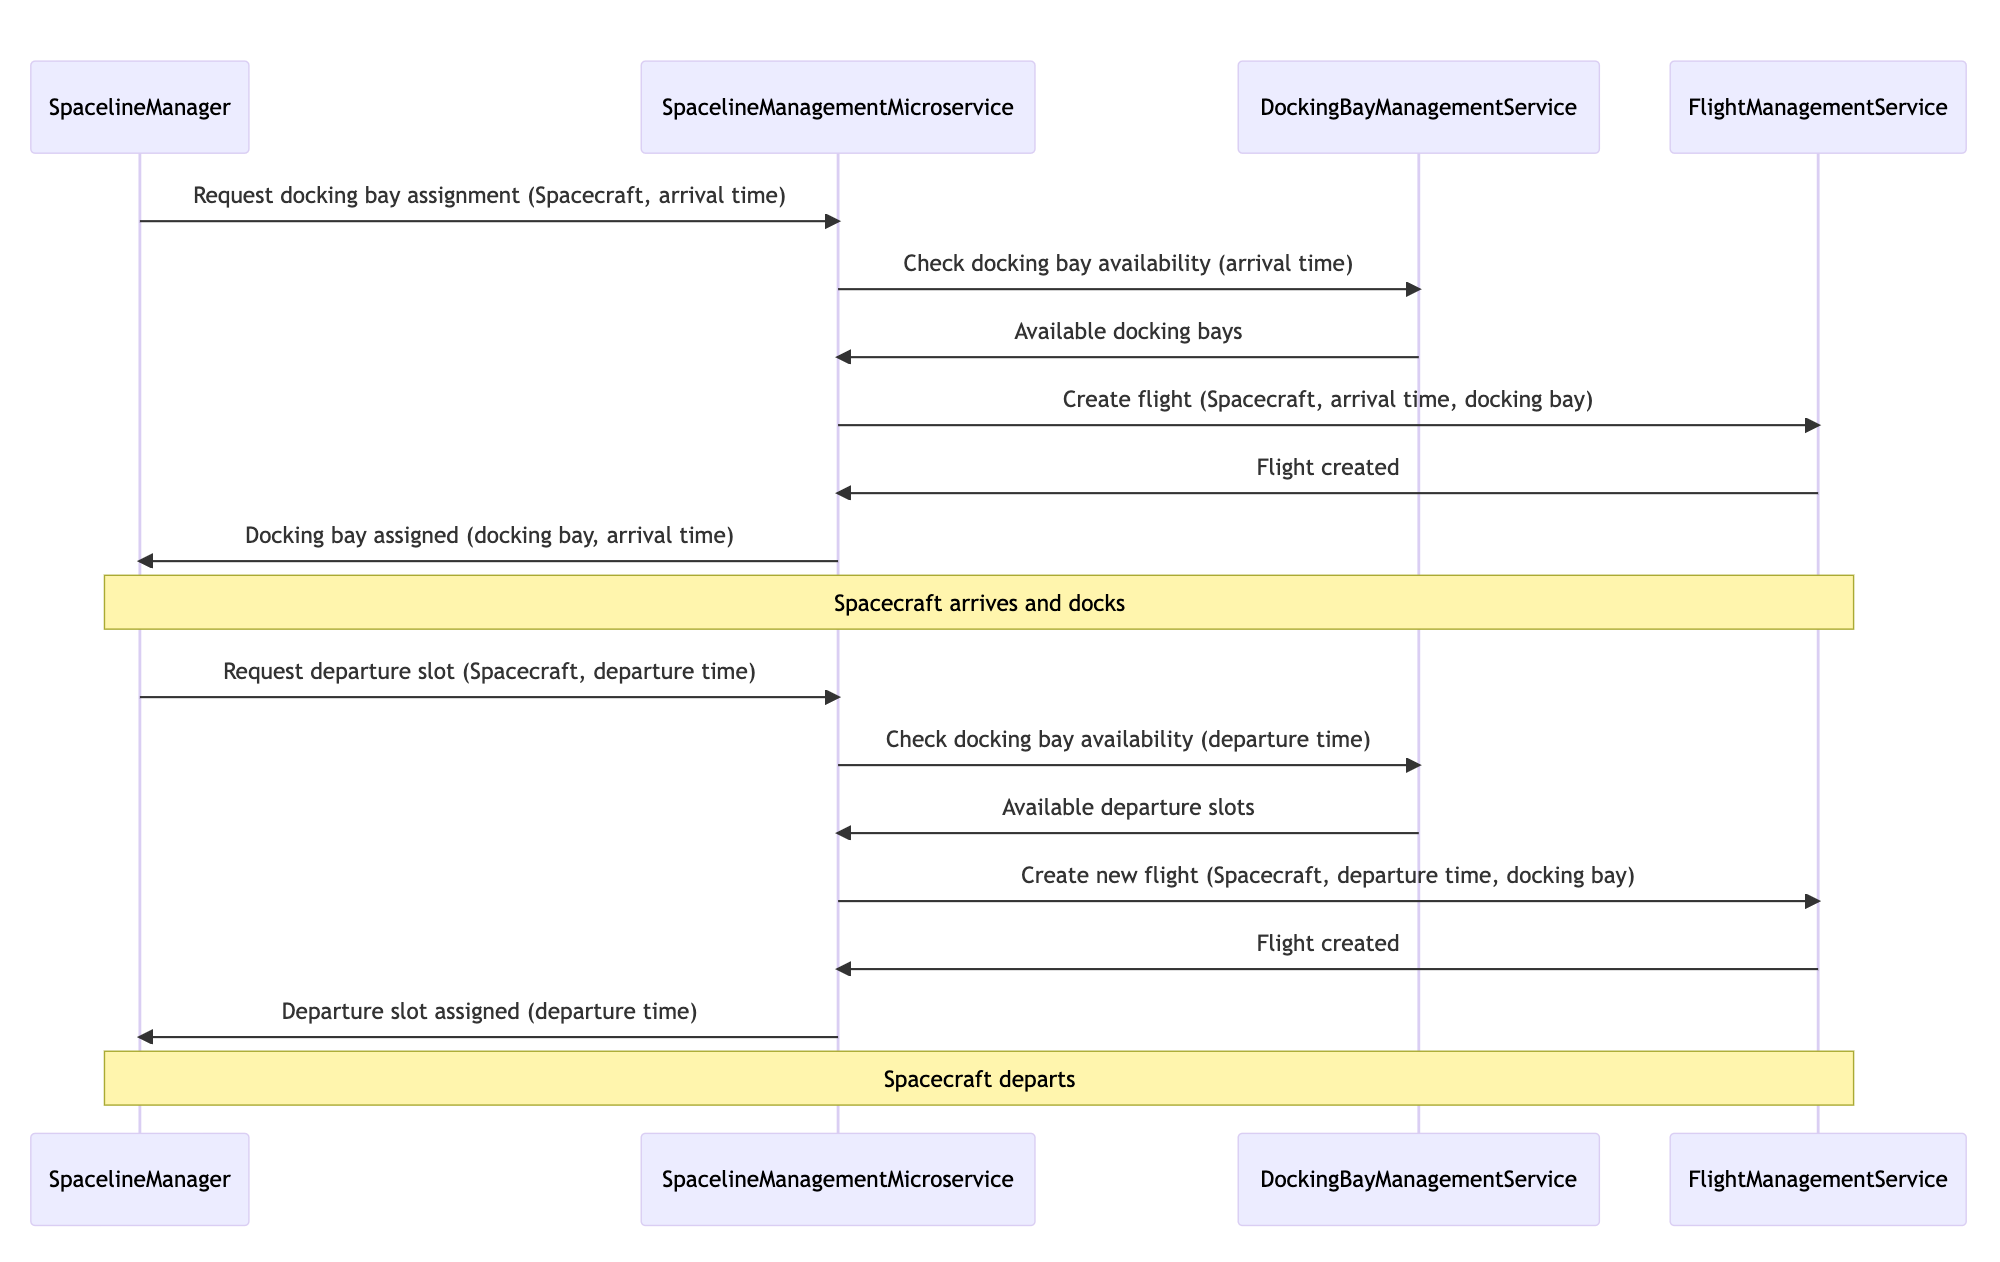 SpacelineManager
SpacelineManagementMicroservice
DockingBayManagementService
FlightManagementService
Request docking bay assignment (Spacecraft, arrival time)
Check docking bay availability (arrival time)
Available docking bays
Create flight (Spacecraft, arrival time, docking bay)
Flight created
Docking bay assigned (docking bay, arrival time)
Spacecraft arrives and docks
Request departure slot (Spacecraft, departure time)
Check docking bay availability (departure time)
Available departure slots
Create new flight (Spacecraft, departure time, docking bay)
Flight created
Departure slot assigned (departure time)
Spacecraft departs
SpacelineManager
SpacelineManagementMicroservice
DockingBayManagementService
FlightManagementService